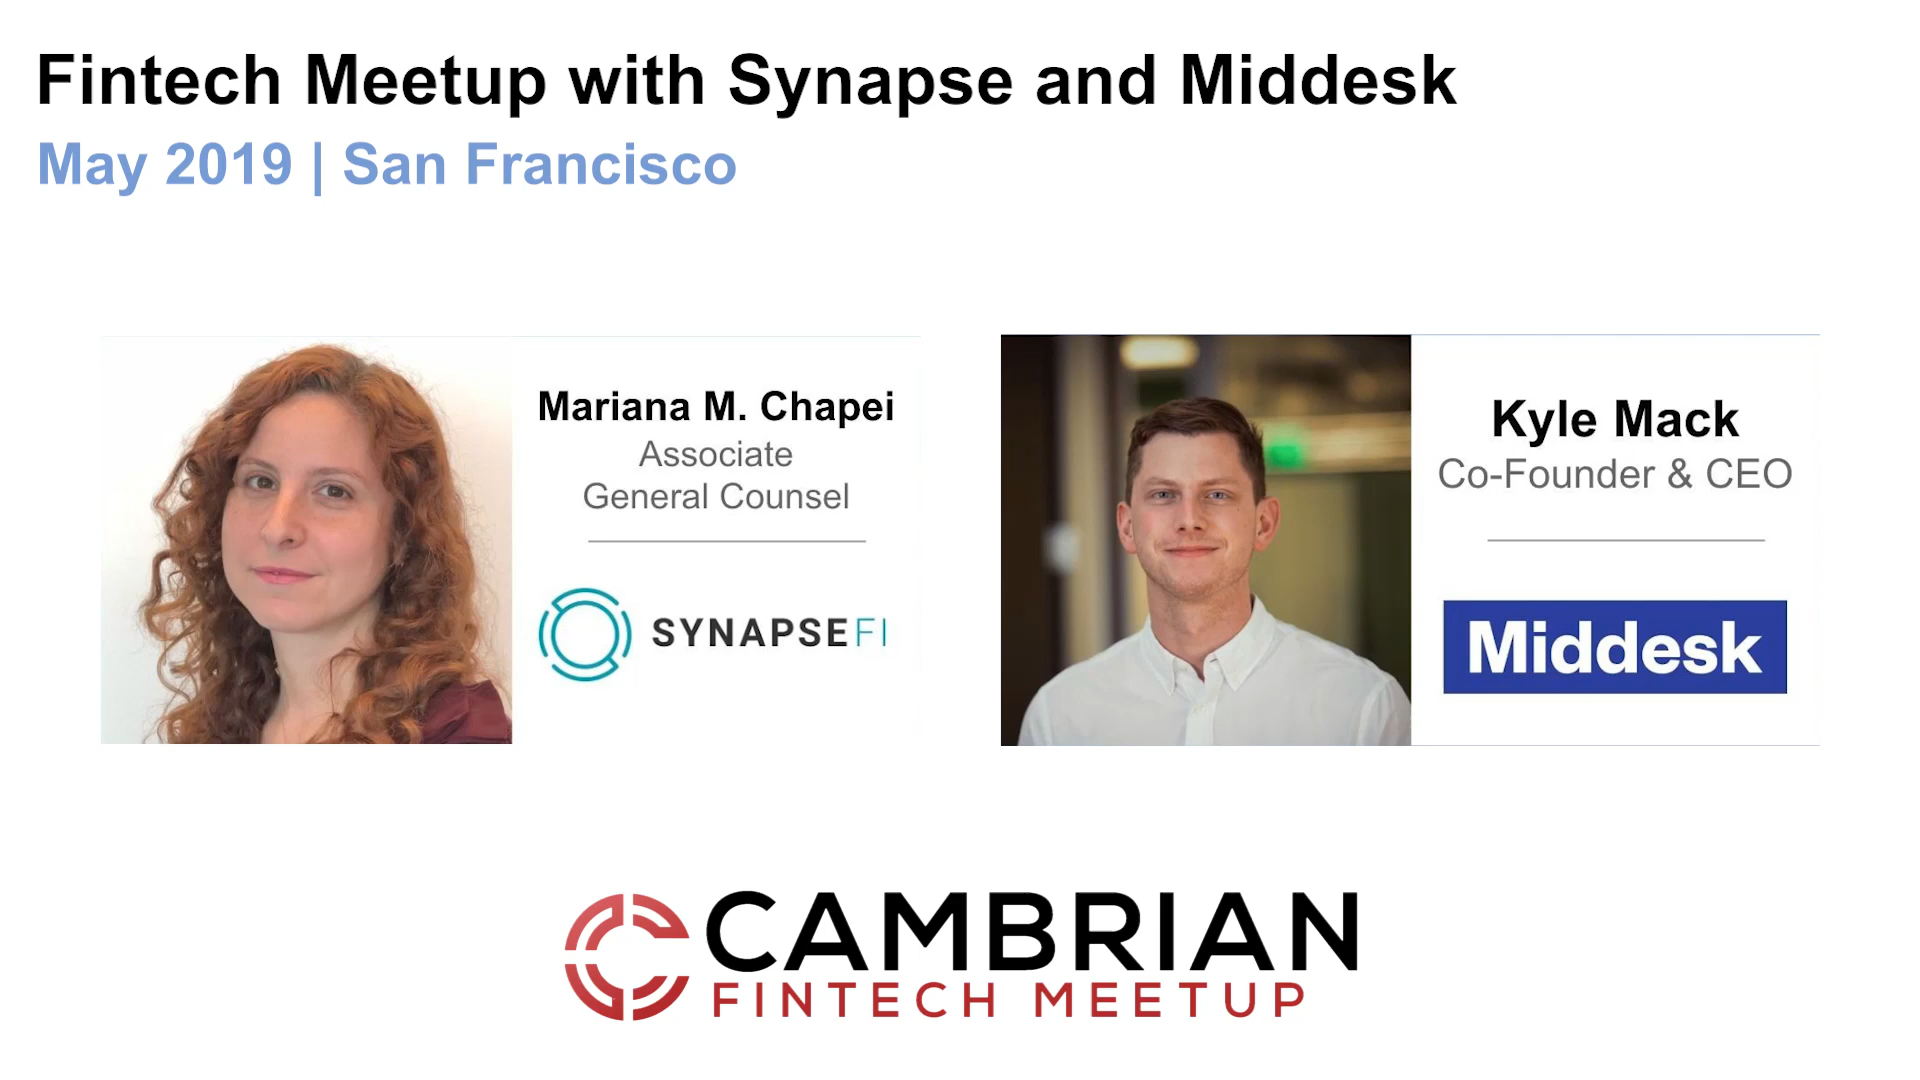 Fintech Meetup with Synapse and Middesk
May 2019 | San Francisco
Mariana M. Chapei
Associate
General Counsel
SYNAPSEFI
Kyle Mack
Co-Founder & CEO
Middesk
CAMBRIAN
FINTECH MEETUP